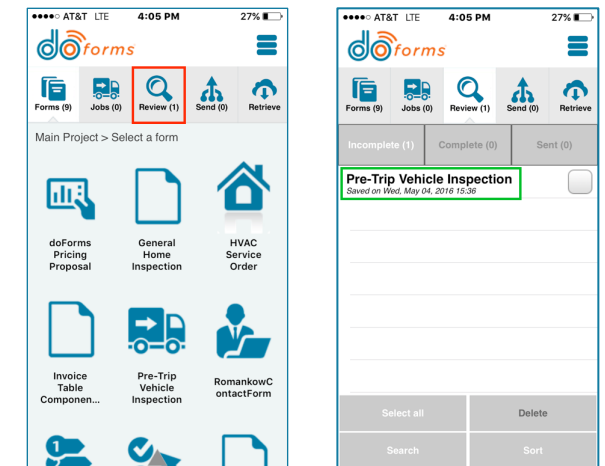 AT&T LTE 4:05 PM 27%
doforms
Forms (9) Jobs (0) Review (1) Send (0) Retrieve
Main Project > Select a form
doForms
Pricing
Proposal
General
Home
Inspection
HVAC
Service
Order
Invoice
Table
Componen...
Pre-Trip
Vehicle
Inspection
RomankowC
ontactForm
1
AT&T LTE 4:05 PM 27%
doforms
Forms (9) Jobs (0) Review (1) Send (0) Retrieve
Incomplete (1) Complete (0) Sent (0)
Pre-Trip Vehicle Inspection
Saved on Wed, May 04, 2016 15:36
Select all Delete
Search Sort